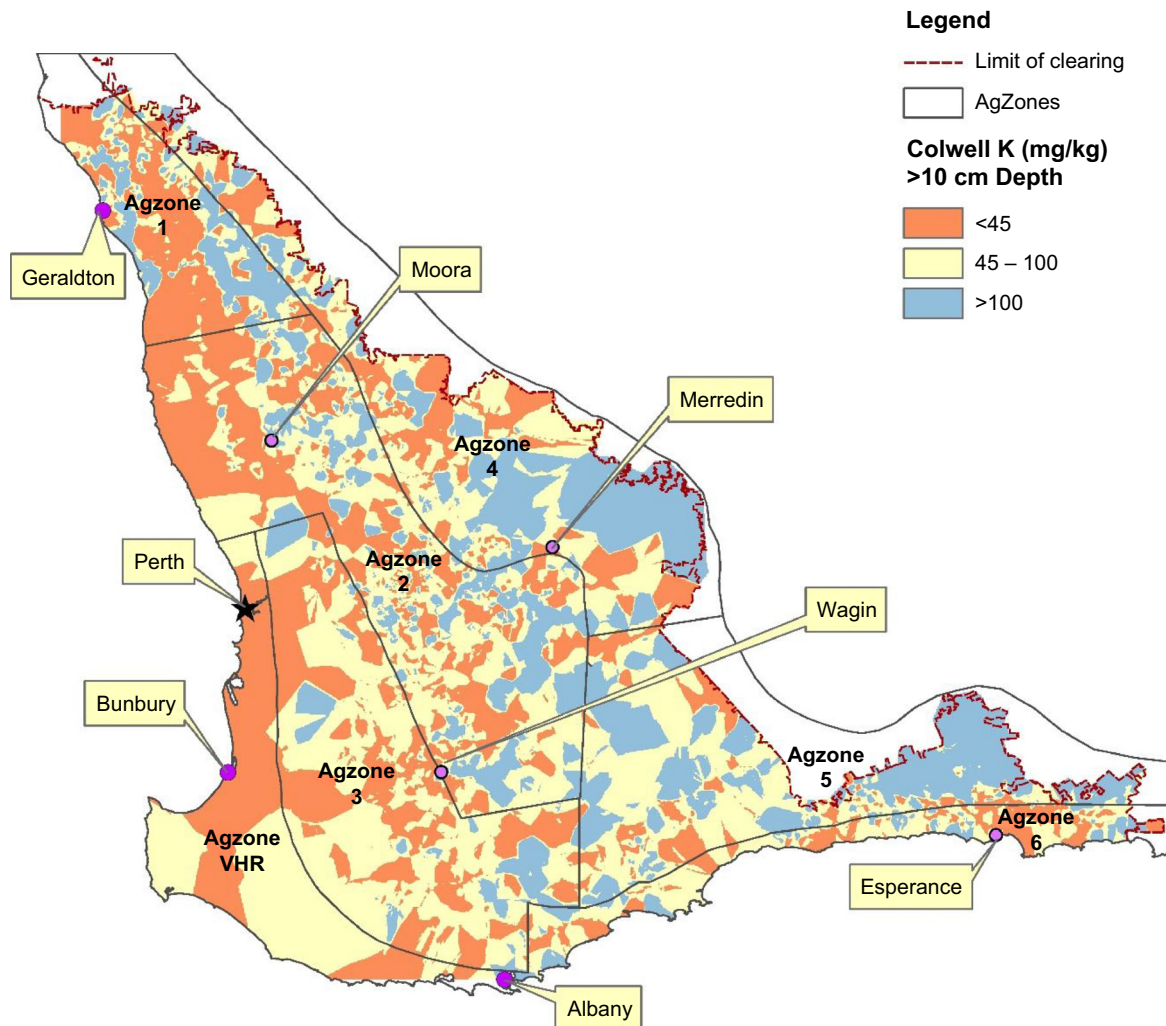 Legend
Limit of clearing
AgZones
Colwell K (mg/kg)
>10 cm Depth
<45
45 – 100
>100
Agzone
1
Geraldton
Moora
Merredin
Agzone
4
Perth
Agzone
2
Wagin
Bunbury
Agzone
3
Agzone
5
Agzone
VHR
Agzone
6
Esperance
Albany